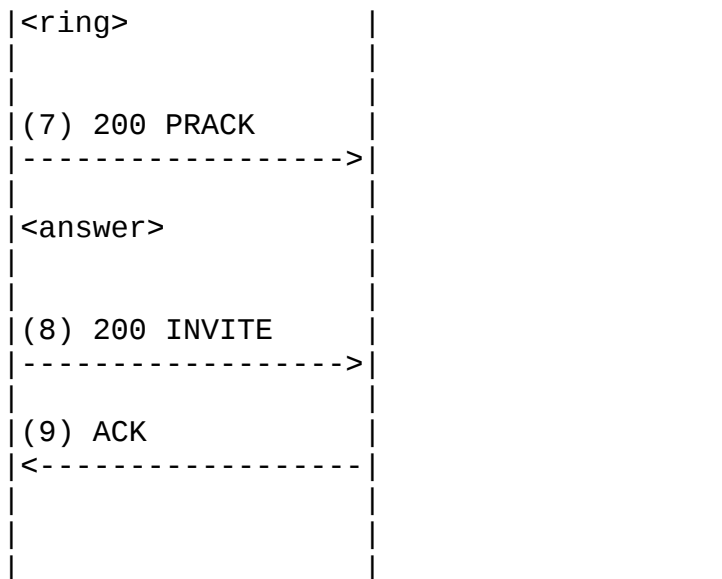 |<ring>             |
|                   |
|                   |
|(7) 200 PRACK      |
|------------------>|
|                   |
|<answer>           |
|                   |
|                   |
|(8) 200 INVITE     |
|------------------>|
|                   |
|(9) ACK            |
|<------------------|
|                   |
|                   |
|                   |